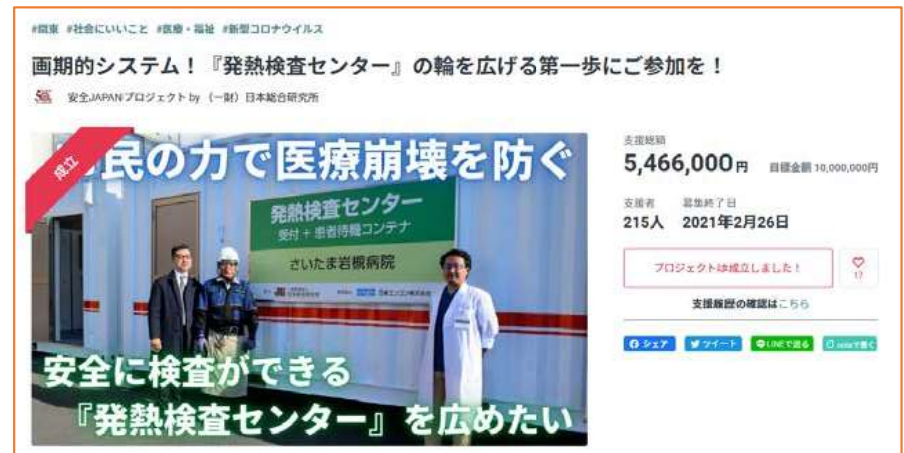 #関東 #社会にいいこと #医療・福祉 #新型コロナウイルス
画期的システム！『発熱検査センター』の輪を広げる第一歩にご参加を！
安全JAPANプロジェクト by （一財）日本総合研究所
成立
民の力で医療崩壊を防ぐ
発熱検査センター
受付 + 患者待機コンテナ
さいたま岩槻病院
安全に検査ができる
『発熱検査センター』を広めたい
支援総額
5,466,000円 目標金額 10,000,000円
支援者 募集終了日
215人 2021年2月26日
プロジェクトは成立しました！
17
支援履歴の確認はこちら
シェア ツイート LINEで送る noteで書く